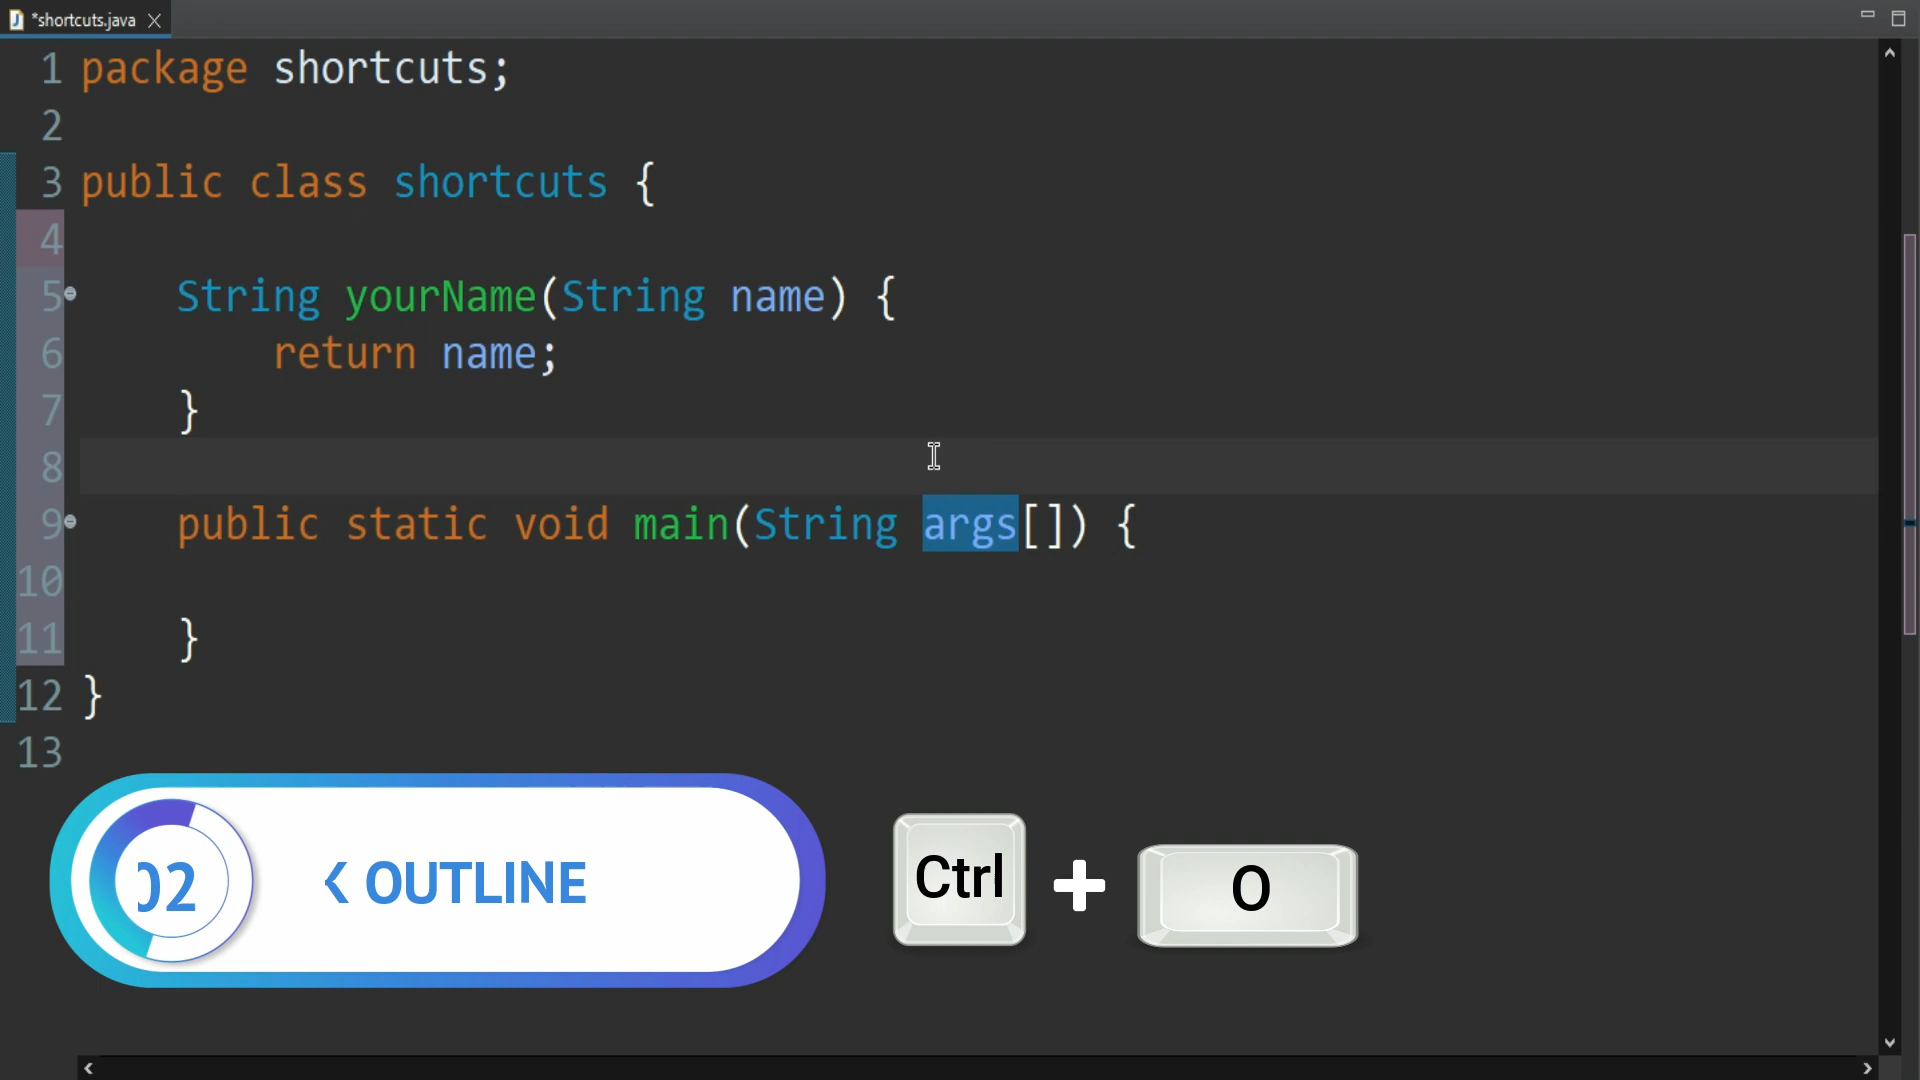 *shortcuts.java
1 package shortcuts;
2
3 public class shortcuts {
4
5 String yourName(String name) {
6 return name;
7 }
8
9 public static void main(String args[]) {
10
11 }
12 }
13
02 OUTLINE
Ctrl + O